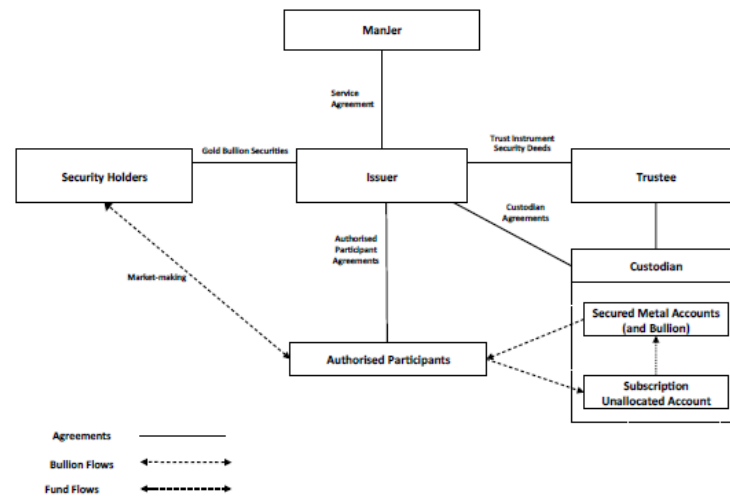 ManJer
Service
Agreement
Gold Bullion Securities
Trust Instrument
Security Deeds
Security Holders
Issuer
Trustee
Custodian
Agreements
Authorised
Participant
Agreements
Custodian
Market-making
Secured Metal Accounts
(and Bullion)
Authorised Participants
Subscription
Unallocated Account
Agreements
Bullion Flows
Fund Flows